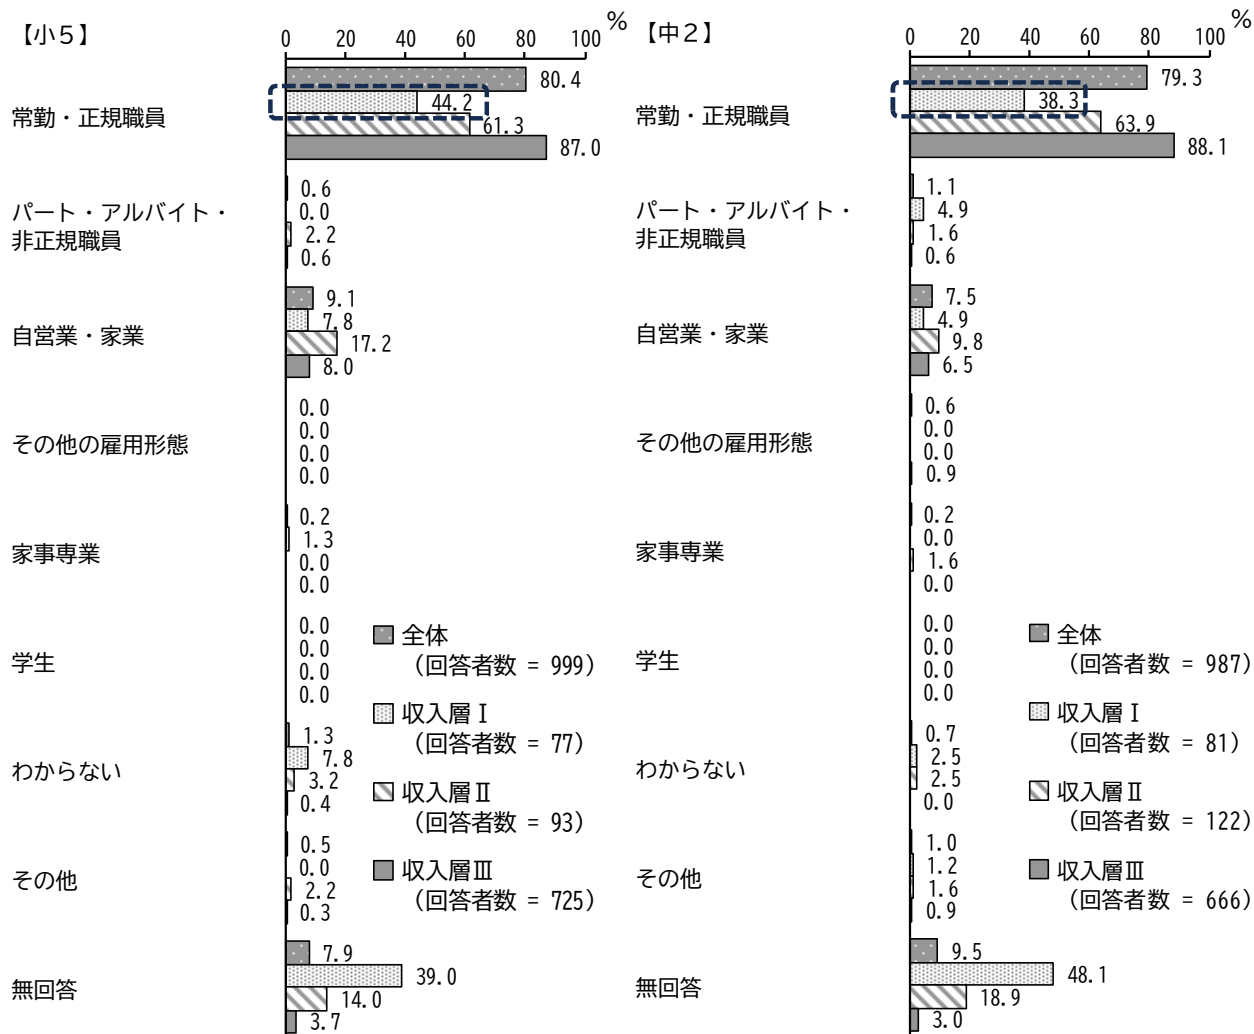 【小５】
%
0 20 40 60 80 100
常勤・正規職員
80.4
44.2
61.3
87.0
パート・アルバイト・
非正規職員
0.6
0.0
2.2
0.6
自営業・家業
9.1
7.8
17.2
8.0
その他の雇用形態
0.0
0.0
0.0
0.0
家事専業
0.2
1.3
0.0
0.0
学生
0.0
0.0
0.0
0.0
わからない
1.3
7.8
3.2
0.4
その他
0.5
0.0
2.2
0.3
無回答
7.9
39.0
14.0
3.7
全体
（回答者数 = 999）
収入層Ⅰ
（回答者数 = 77）
収入層Ⅱ
（回答者数 = 93）
収入層Ⅲ
（回答者数 = 725）
【中２】
%
0 20 40 60 80 100
常勤・正規職員
79.3
38.3
63.9
88.1
パート・アルバイト・
非正規職員
1.1
4.9
1.6
0.6
自営業・家業
7.5
4.9
9.8
6.5
その他の雇用形態
0.6
0.0
0.0
0.9
家事専業
0.2
0.0
1.6
0.0
学生
0.0
0.0
0.0
0.0
わからない
0.7
2.5
2.5
0.0
その他
1.0
1.2
1.6
0.9
無回答
9.5
48.1
18.9
3.0
全体
（回答者数 = 987）
収入層Ⅰ
（回答者数 = 81）
収入層Ⅱ
（回答者数 = 122）
収入層Ⅲ
（回答者数 = 666）